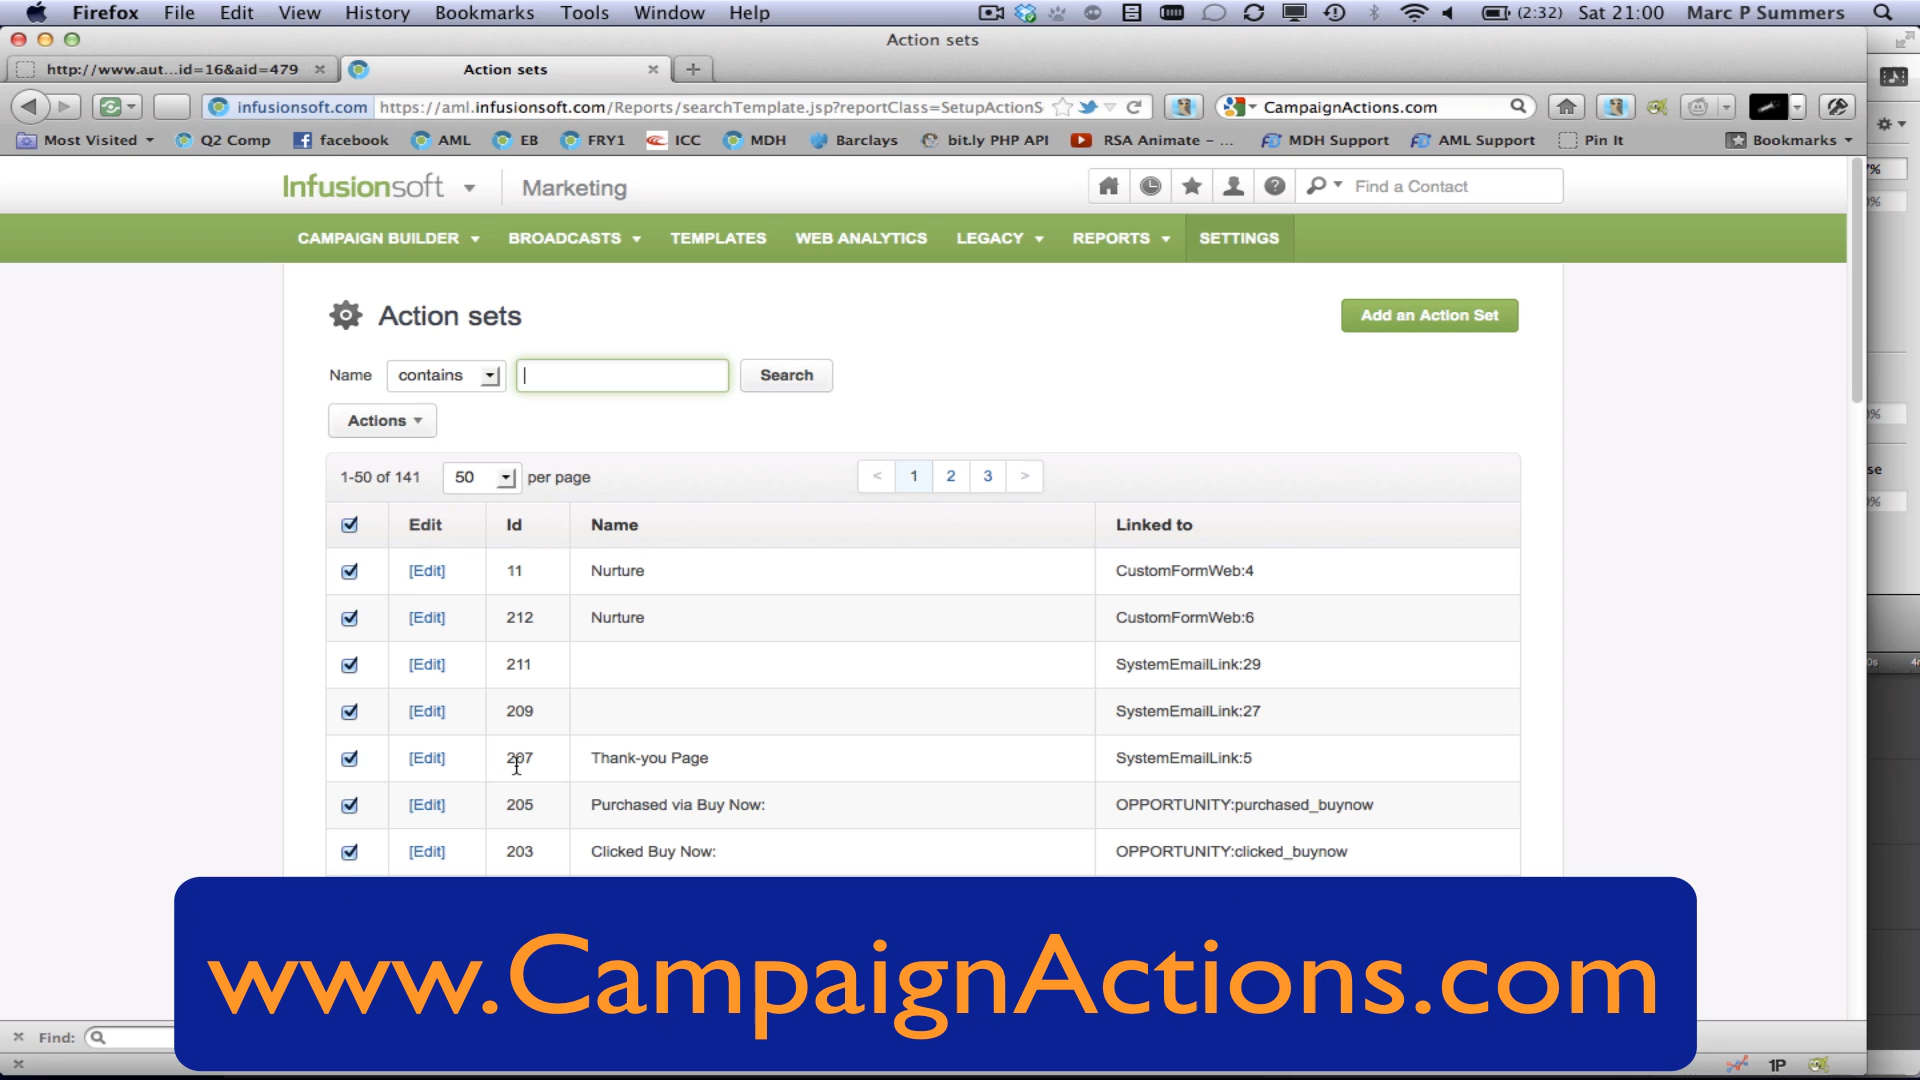 Firefox File Edit View History Bookmarks Tools Window Help (2:32) Sat 21:00 Marc P Summers
Action sets
http://www.aut...id=16&aid=479 Action sets
infusionsoft.com https://aml.infusionsoft.com/Reports/searchTemplate.jsp?reportClass=SetupActionS CampaignActions.com
Most Visited Q2 Comp facebook AML EB FRY1 ICC MDH Barclays bit.ly PHP API RSA Animate - ... MDH Support AML Support Pin It Bookmarks
Infusionsoft Marketing Find a Contact
CAMPAIGN BUILDER BROADCASTS TEMPLATES WEB ANALYTICS LEGACY REPORTS SETTINGS
Action sets Add an Action Set
Name contains Search
Actions
1-50 of 141 50 per page < 1 2 3 >
Edit Id Name Linked to
[Edit] 11 Nurture CustomFormWeb:4
[Edit] 212 Nurture CustomFormWeb:6
[Edit] 211 SystemEmailLink:29
[Edit] 209 SystemEmailLink:27
[Edit] 207 Thank-you Page SystemEmailLink:5
[Edit] 205 Purchased via Buy Now: OPPORTUNITY:purchased_buynow
[Edit] 203 Clicked Buy Now: OPPORTUNITY:clicked_buynow
www.CampaignActions.com
Find:
1P